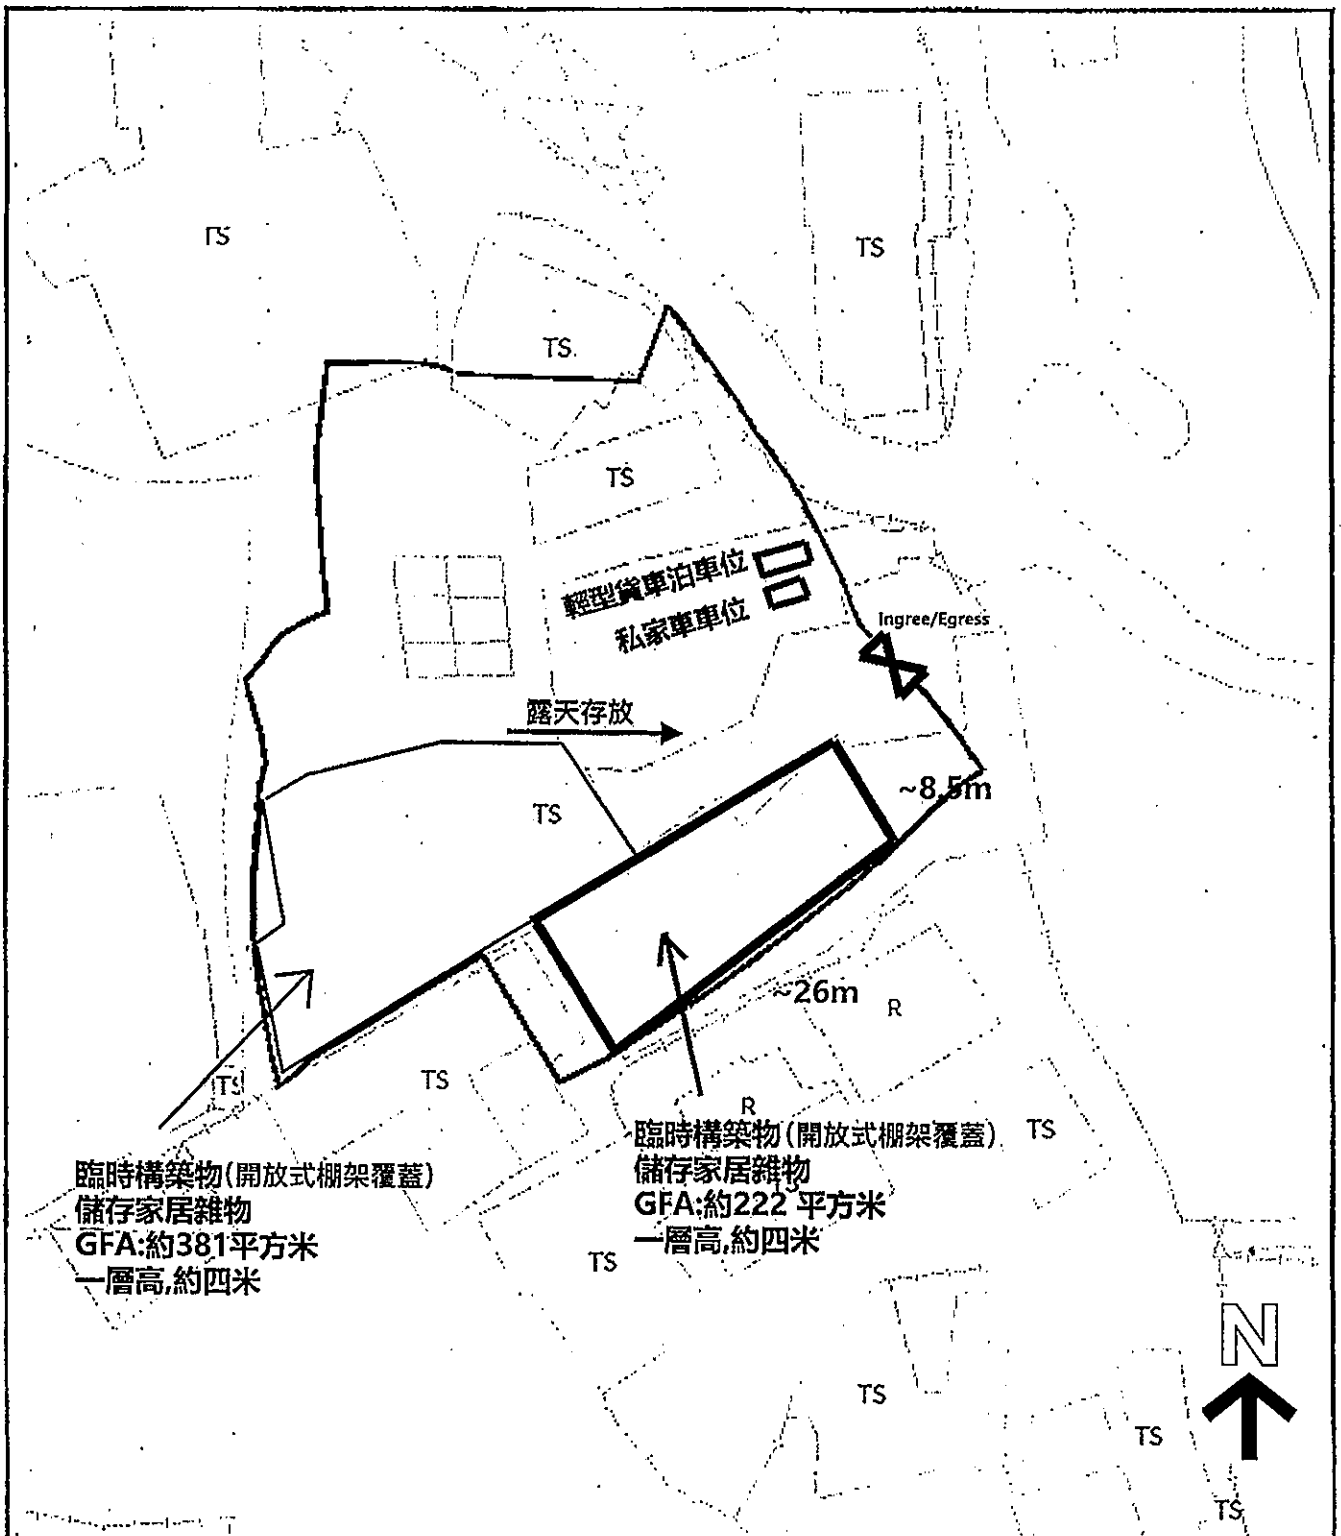 TS
TS
TS
TS
輕型貨車泊車位
私家車車位
Ingree/Egress
露天存放
~8.5m
TS
~26m
R
TS
TS
R
TS
臨時構築物(開放式棚架覆蓋)
儲存家居雜物
GFA:約222 平方米
一層高,約四米
臨時構築物(開放式棚架覆蓋)
儲存家居雜物
GFA:約381平方米
一層高,約四米
TS
N
TS
TS
TS